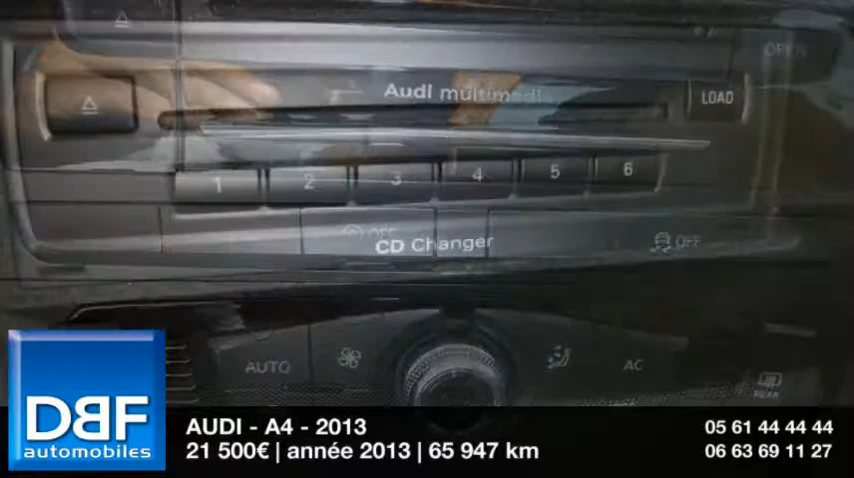 OPEN
Audi multimedia
LOAD
1 2 3 4 5 6
OFF
CD Changer
OFF
AUTO
AC
REAR
DBF
automobiles
AUDI - A4 - 2013
21 500€ | année 2013 | 65 947 km
05 61 44 44 44
06 63 69 11 27